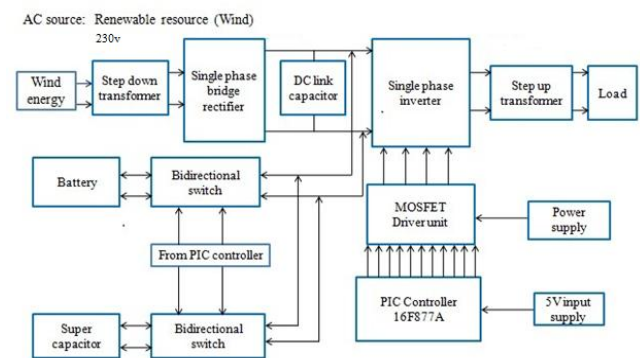 AC source: Renewable resource (Wind)
230v
Wind
energy
Step down
transformer
Single phase
bridge
rectifier
DC link
capacitor
Single phase
inverter
Step up
transformer
Load
Battery
Bidirectional
switch
MOSFET
Driver unit
Power
supply
From PIC controller
PIC Controller
16F877A
5V input
supply
Super
capacitor
Bidirectional
switch